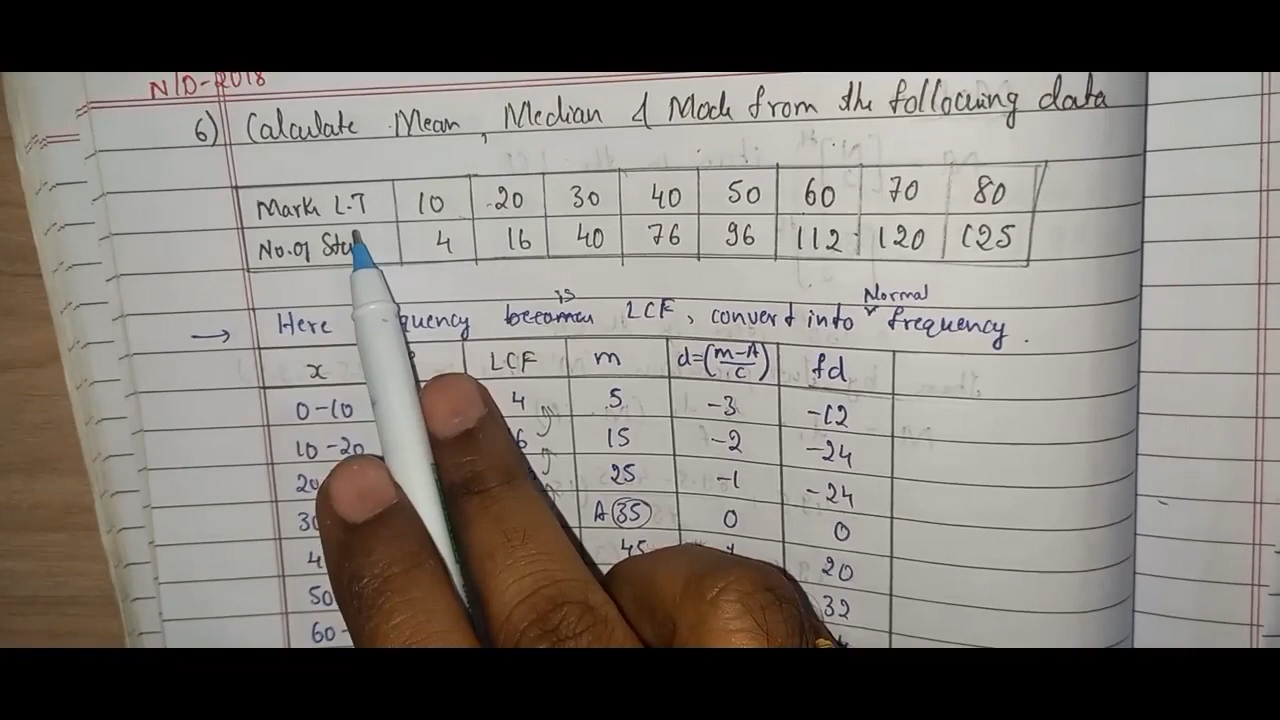 N/D-2018
6) Calculate Mean, Median & Mode from the following data
Mark L.T 10 20 30 40 50 60 70 80
No. of 4 16 40 76 96 112 120 125
is Normal
→ Here LCF, convert into frequency.
x LCF m d=(m-A/c) fd
0-10 4 5 -3 -12
10-20 15 -2 -24
25 -1 -24
A 35 0 0
45 20
32